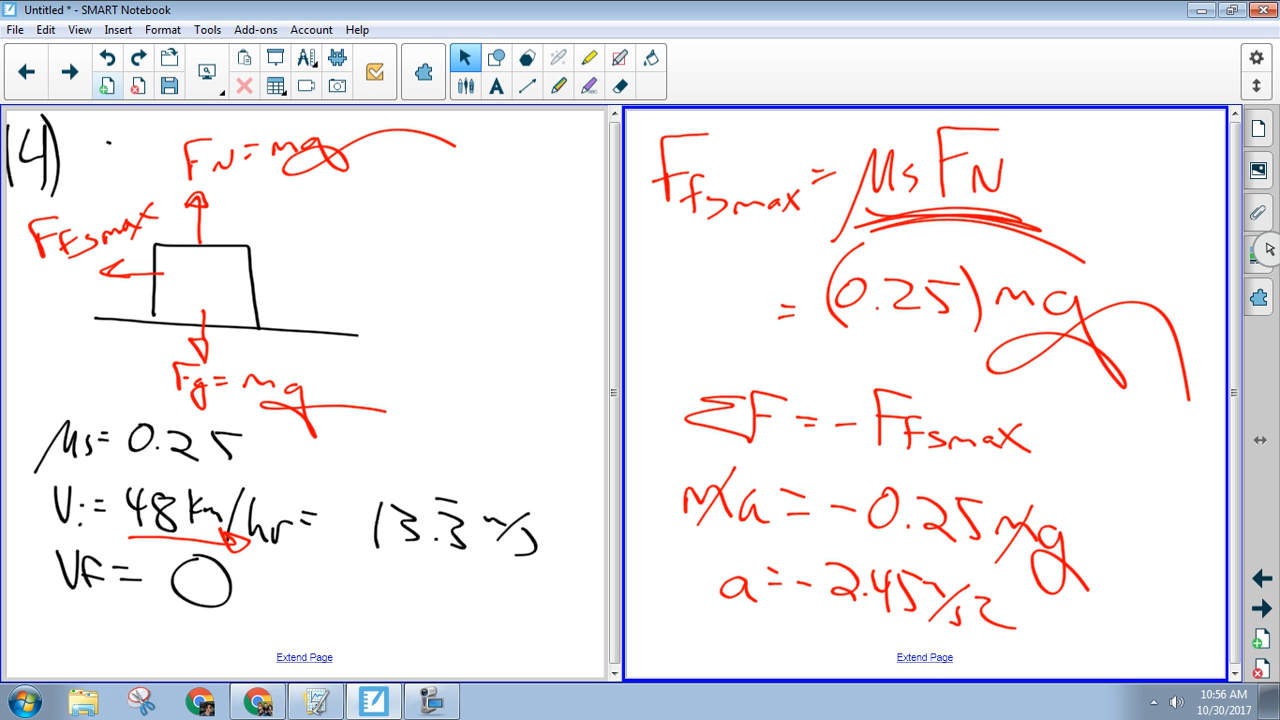 Untitled * - SMART Notebook
File Edit View Insert Format Tools Add-ons Account Help
14)
FN = mg
Ffsmax
Fg = mg
μs = 0.25
Vi = 48 km/hr = 13.3̅ m/s
Vf = 0
Extend Page
Ffsmax = μs FN
= (0.25) mg
ΣF = - Ffsmax
ma = - 0.25 mg
a = - 2.45 m/s2
Extend Page
10:56 AM
10/30/2017